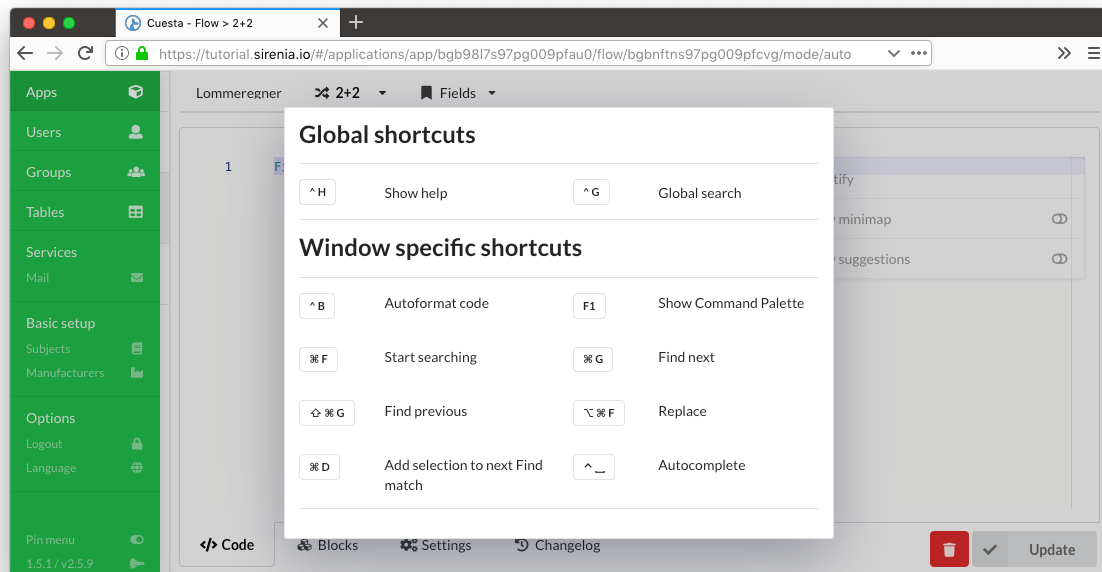 Cuesta - Flow > 2+2
https://tutorial.sirenia.io/#/applications/app/bgb98l7s97pg009pfau0/flow/bgbnftns97pg009pfcvg/mode/auto
Apps
Users
Groups
Tables
Services
Mail
Basic setup
Subjects
Manufacturers
Options
Logout
Language
Pin menu
1.5.1 / v2.5.9
Lommeregner 2+2 Fields
1
Global shortcuts
^ H Show help ^ G Global search
Window specific shortcuts
^ B Autoformat code F1 Show Command Palette
⌘ F Start searching ⌘ G Find next
⇧ ⌘ G Find previous ⌥ ⌘ F Replace
⌘ D Add selection to next Find match ^ ⎵ Autocomplete
minimap
suggestions
</> Code Blocks Settings Changelog
Update